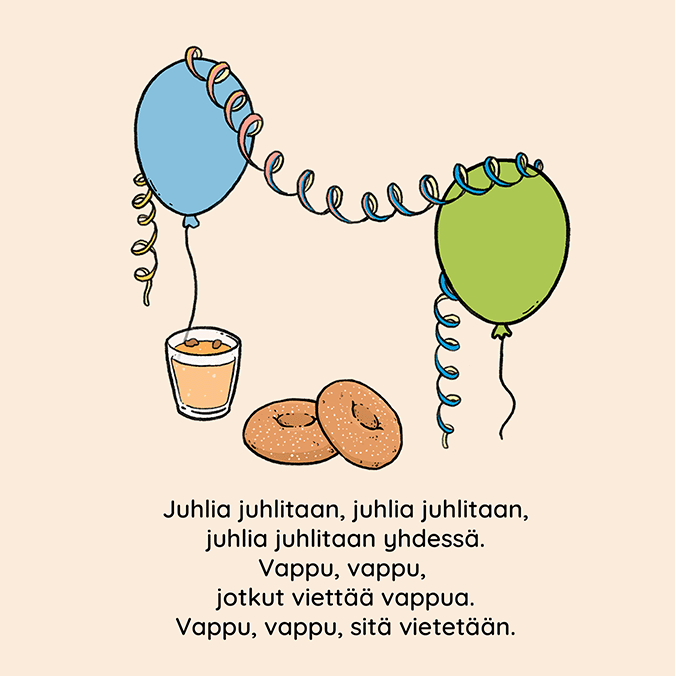 Juhlia juhlitaan, juhlia juhlitaan,
juhlia juhlitaan yhdessä.
Vappu, vappu,
jotkut viettää vappua.
Vappu, vappu, sitä vietetään.